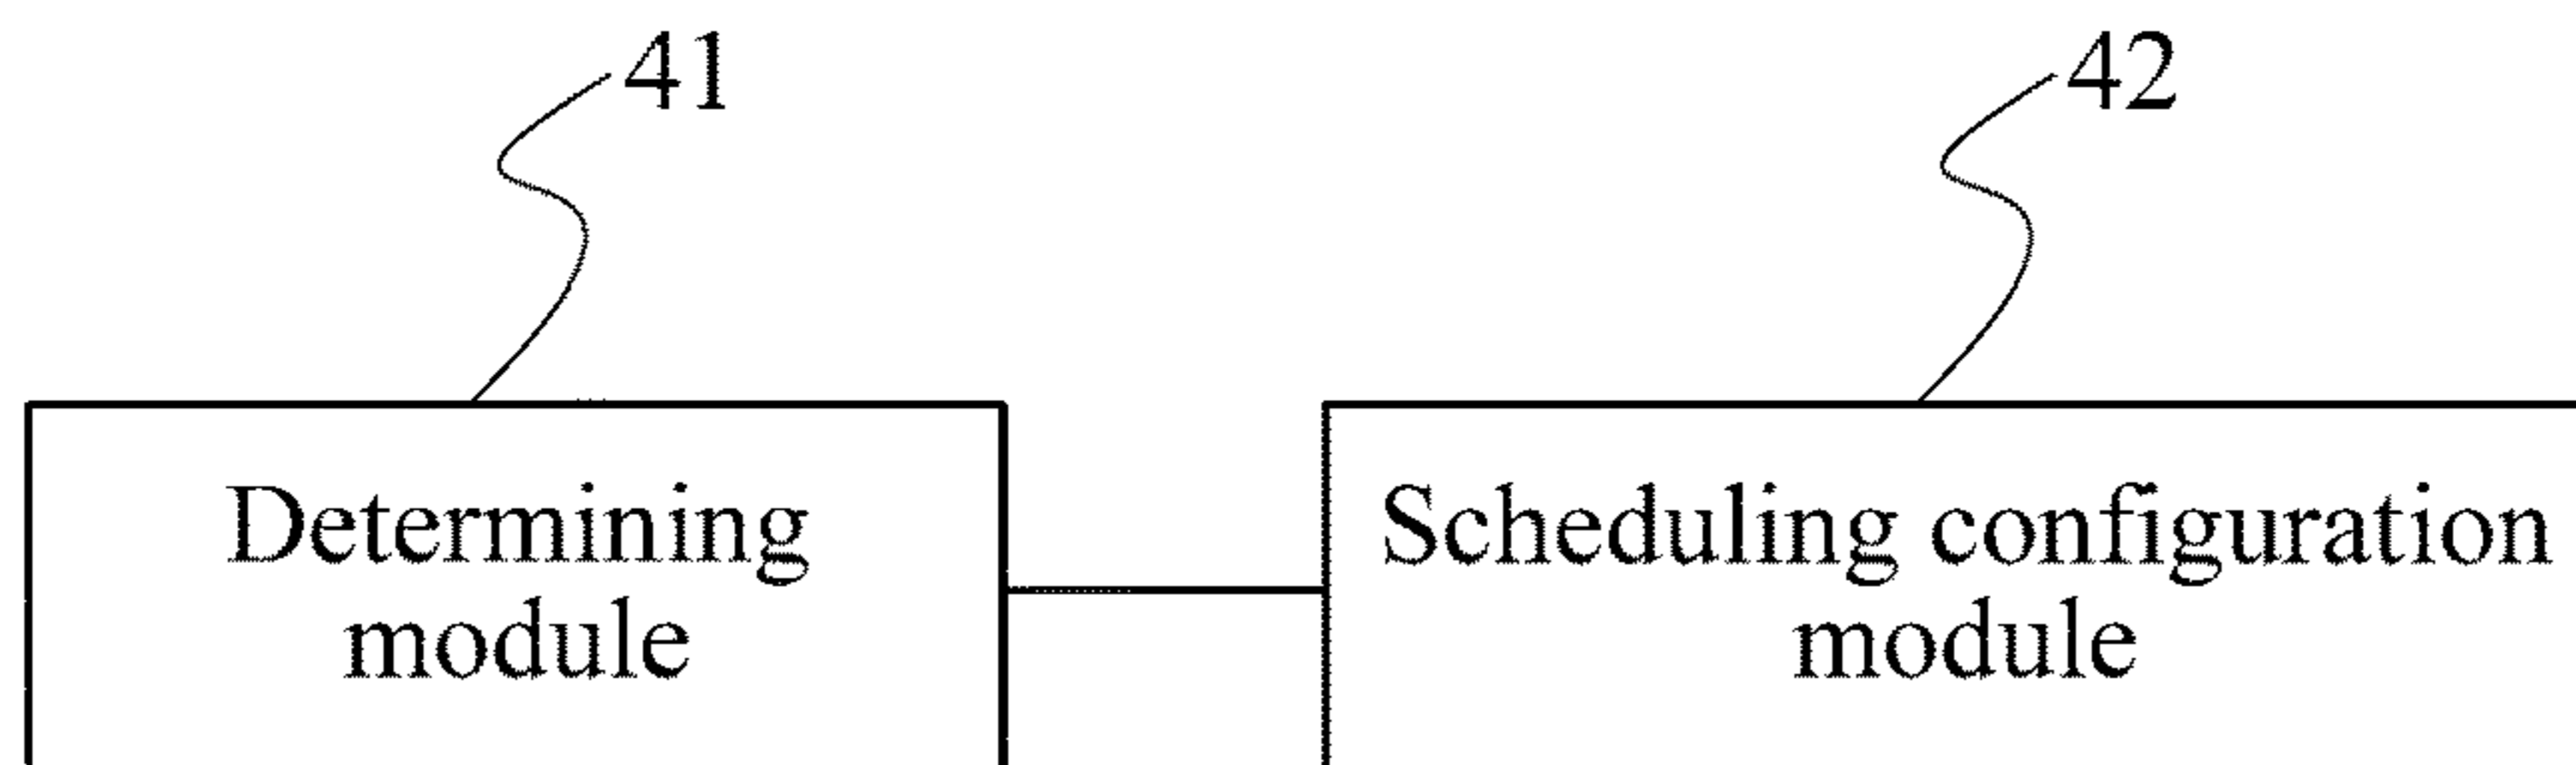 41
42
Determining
module
Scheduling configuration
module